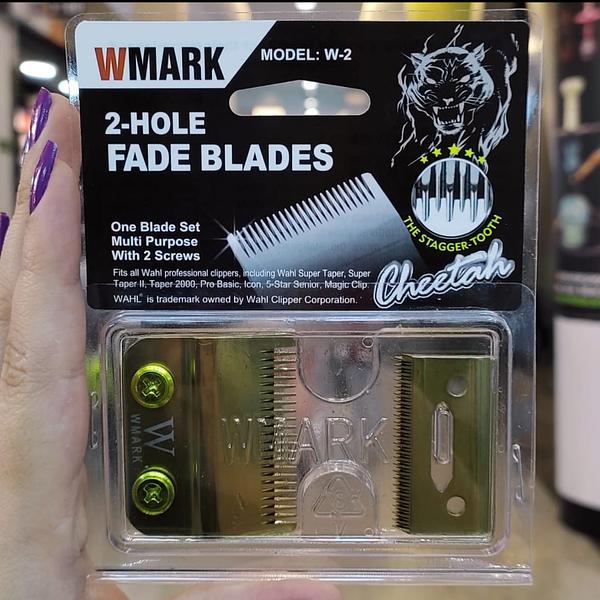 WMARK
MODEL: W-2
2-HOLE
FADE BLADES
THE STAGGER-TOOTH
Cheetah
One Blade Set
Multi Purpose
With 2 Screws
Fits all Wahl professional clippers, including Wahl Super Taper, Super
Taper II, Taper 2000, Pro Basic, Icon, 5-Star Senior, Magic Clip.
WAHL® is trademark owned by Wahl Clipper Corporation.
W
WMARK
WMARK